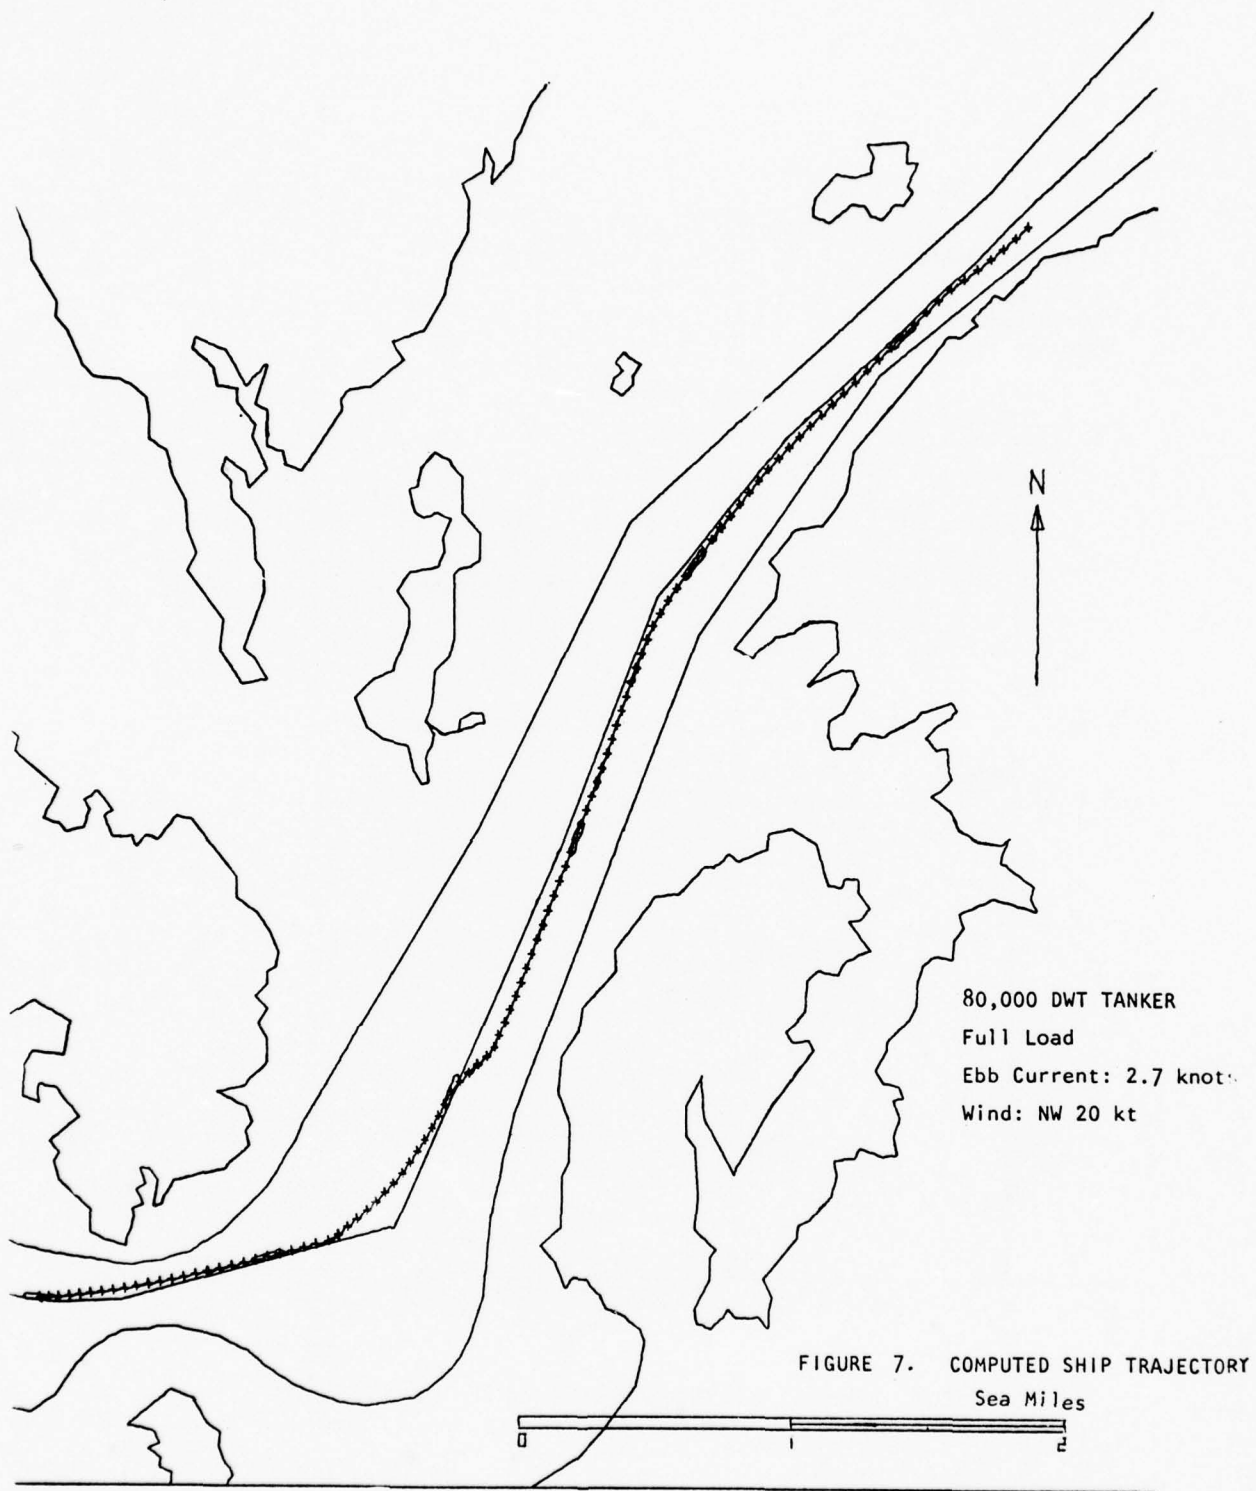 N
80,000 DWT TANKER
Full Load
Ebb Current: 2.7 knot
Wind: NW 20 kt
FIGURE 7. COMPUTED SHIP TRAJECTORY
Sea Miles
0 1 2